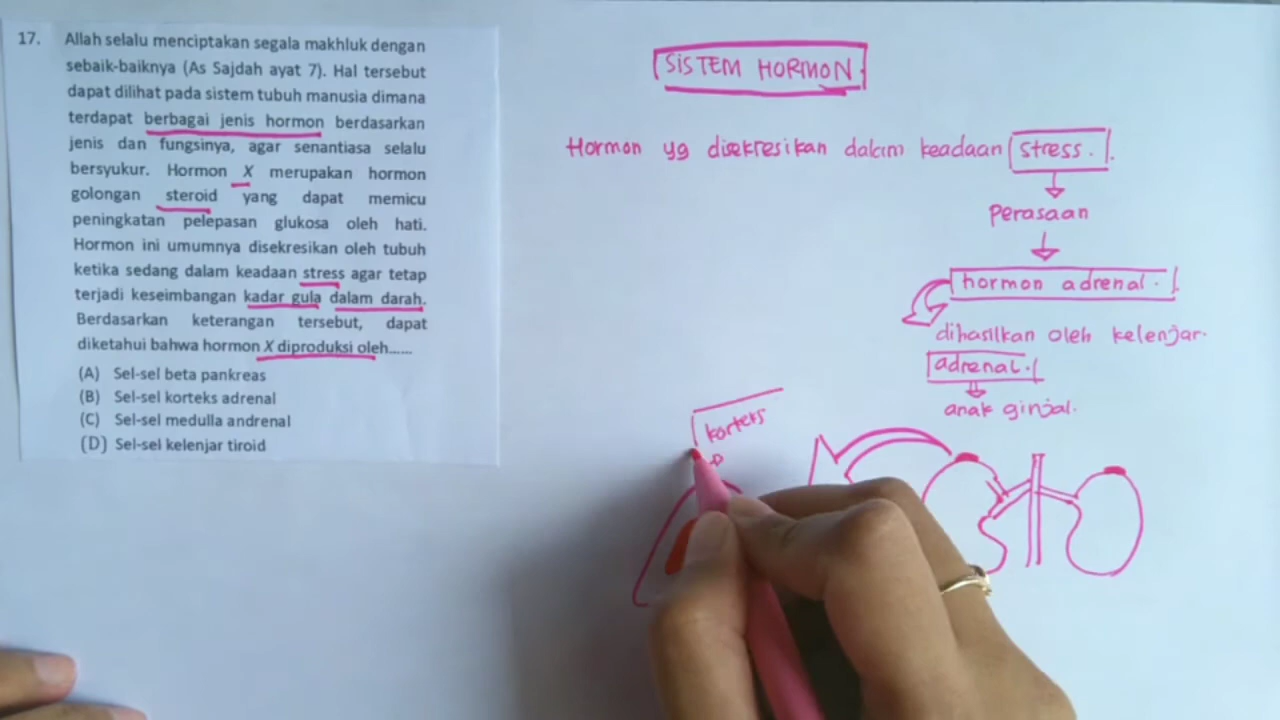 17. Allah selalu menciptakan segala makhluk dengan
sebaik-baiknya (As Sajdah ayat 7). Hal tersebut
dapat dilihat pada sistem tubuh manusia dimana
terdapat berbagai jenis hormon berdasarkan
jenis dan fungsinya, agar senantiasa selalu
bersyukur. Hormon X merupakan hormon
golongan steroid yang dapat memicu
peningkatan pelepasan glukosa oleh hati.
Hormon ini umumnya disekresikan oleh tubuh
ketika sedang dalam keadaan stress agar tetap
terjadi keseimbangan kadar gula dalam darah.
Berdasarkan keterangan tersebut, dapat
diketahui bahwa hormon X diproduksi oleh......
(A) Sel-sel beta pankreas
(B) Sel-sel korteks adrenal
(C) Sel-sel medulla andrenal
(D) Sel-sel kelenjar tiroid
SISTEM HORMON.
Hormon yg disekresikan dalam keadaan stress.
Perasaan
hormon adrenal.
dihasilkan oleh kelenjar.
adrenal.
anak ginjal.
korteks